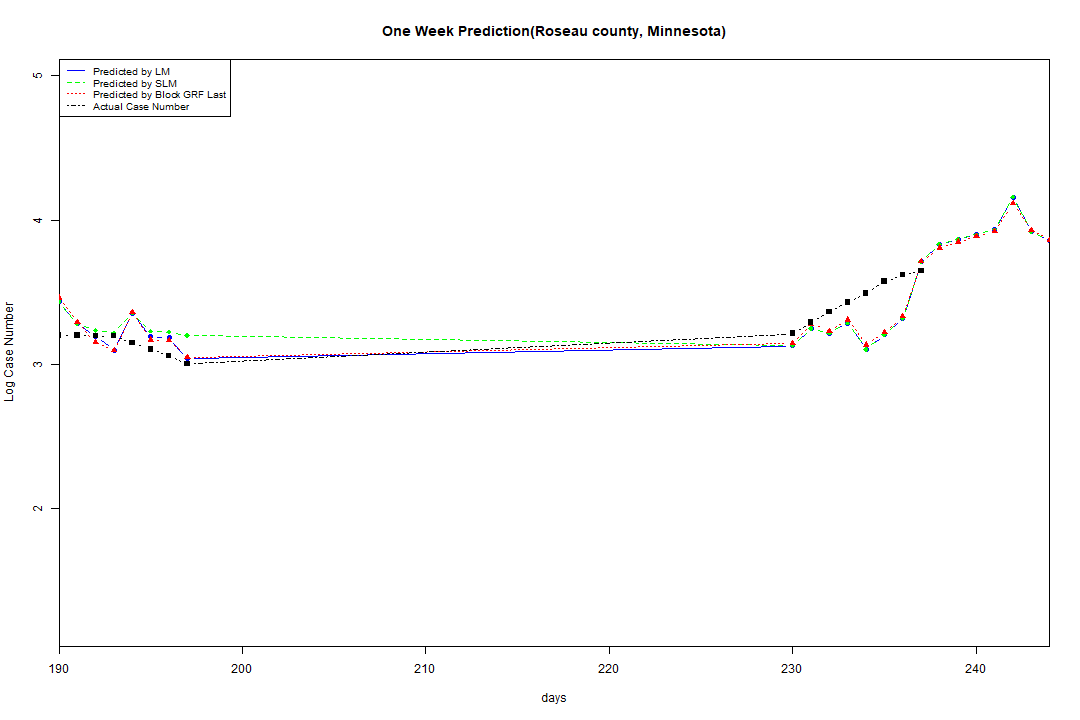 One Week Prediction(Roseau county, Minnesota)
Predicted by LM
Predicted by SLM
Predicted by Block GRF Last
Actual Case Number
5
4
3
2
Log Case Number
190 200 210 220 230 240
days